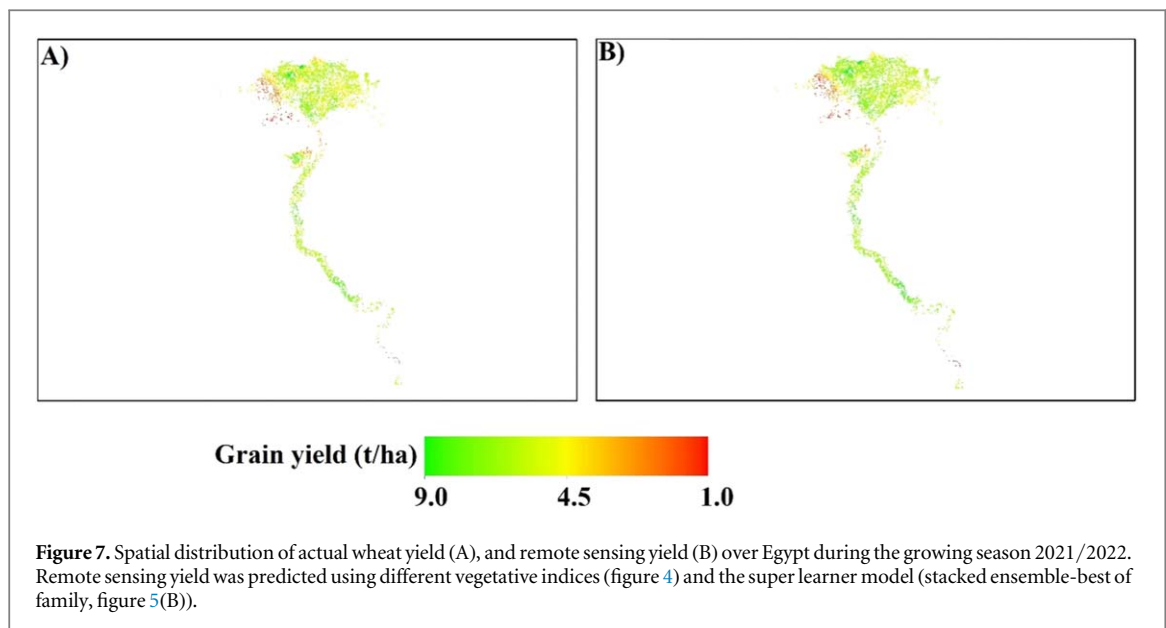 A)
B)
Grain yield (t/ha)
9.0 4.5 1.0
Figure 7. Spatial distribution of actual wheat yield (A), and remote sensing yield (B) over Egypt during the growing season 2021/2022.
Remote sensing yield was predicted using different vegetative indices (figure 4) and the super learner model (stacked ensemble-best of
family, figure 5(B)).